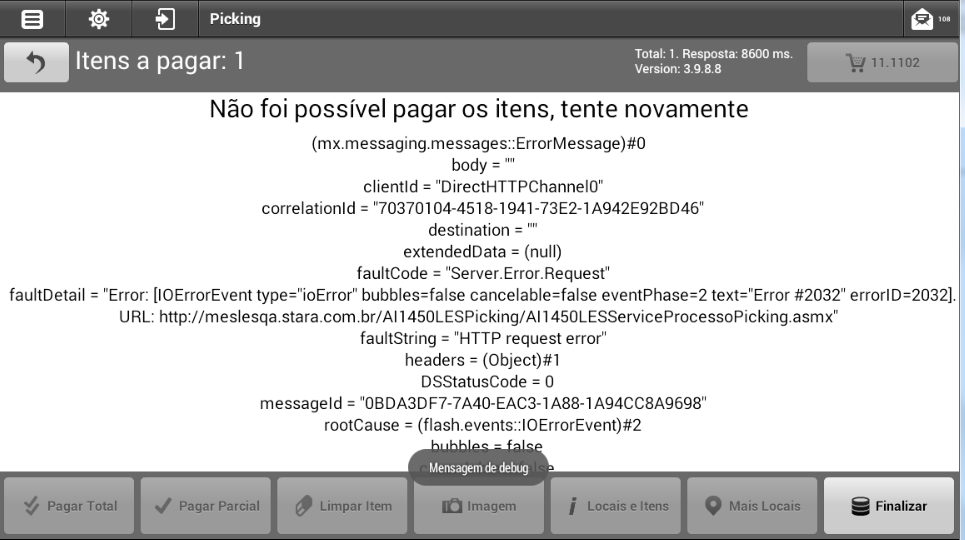 Picking
108
Itens a pagar: 1
Total: 1. Resposta: 8600 ms.
Version: 3.9.8.8
11.1102
Não foi possível pagar os itens, tente novamente
(mx.messaging.messages::ErrorMessage)#0
body = ""
clientId = "DirectHTTPChannel0"
correlationId = "70370104-4518-1941-73E2-1A942E92BD46"
destination = ""
extendedData = (null)
faultCode = "Server.Error.Request"
faultDetail = "Error: [IOErrorEvent type="ioError" bubbles=false cancelable=false eventPhase=2 text="Error #2032" errorID=2032].
URL: http://meslesqa.stara.com.br/AI1450LESPicking/AI1450LESServiceProcessoPicking.asmx"
faultString = "HTTP request error"
headers = (Object)#1
DSStatusCode = 0
messageId = "0BDA3DF7-7A40-EAC3-1A88-1A94CC8A9698"
rootCause = (flash.events::IOErrorEvent)#2
bubbles = false
Mensagem de debug
Pagar Total
Pagar Parcial
Limpar Item
Imagem
Locais e Itens
Mais Locais
Finalizar